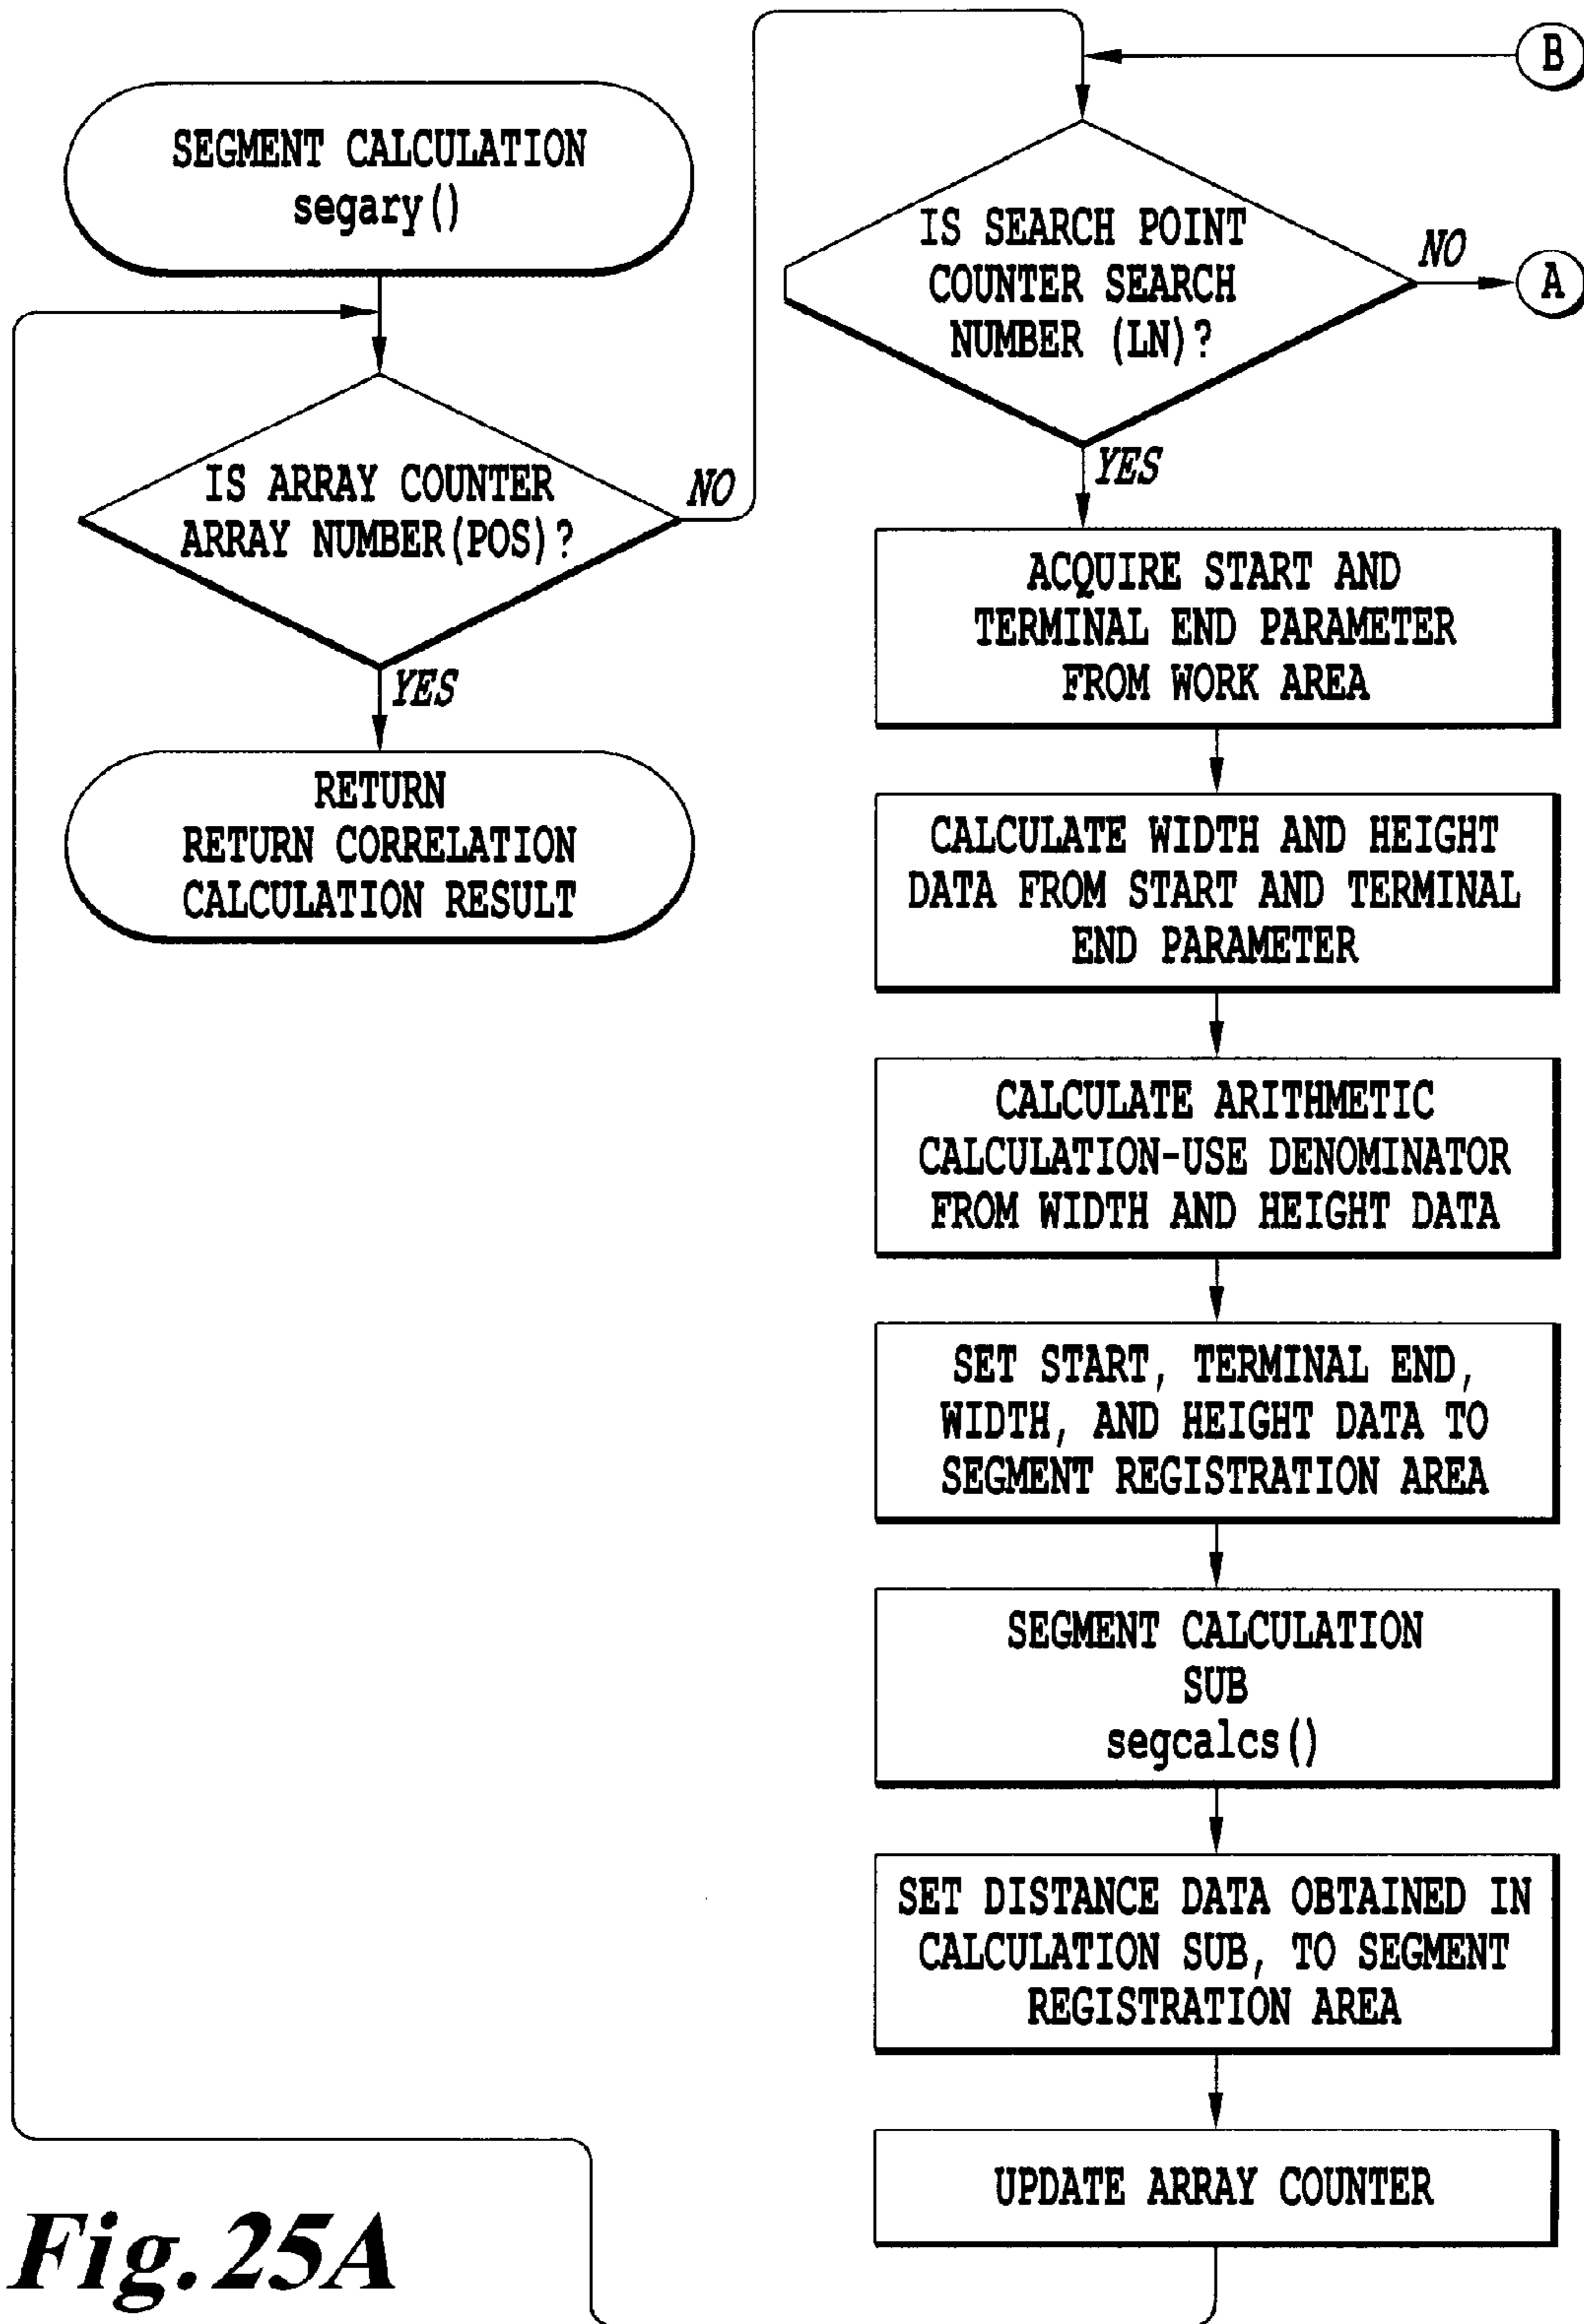 SEGMENT CALCULATION
segary()
IS ARRAY COUNTER
ARRAY NUMBER(POS)?
NO
YES
RETURN
RETURN CORRELATION
CALCULATION RESULT
B
IS SEARCH POINT
COUNTER SEARCH
NUMBER (LN)?
NO
A
YES
ACQUIRE START AND
TERMINAL END PARAMETER
FROM WORK AREA
CALCULATE WIDTH AND HEIGHT
DATA FROM START AND TERMINAL
END PARAMETER
CALCULATE ARITHMETIC
CALCULATION-USE DENOMINATOR
FROM WIDTH AND HEIGHT DATA
SET START, TERMINAL END,
WIDTH, AND HEIGHT DATA TO
SEGMENT REGISTRATION AREA
SEGMENT CALCULATION
SUB
segcalcs()
SET DISTANCE DATA OBTAINED IN
CALCULATION SUB, TO SEGMENT
REGISTRATION AREA
UPDATE ARRAY COUNTER
Fig. 25A